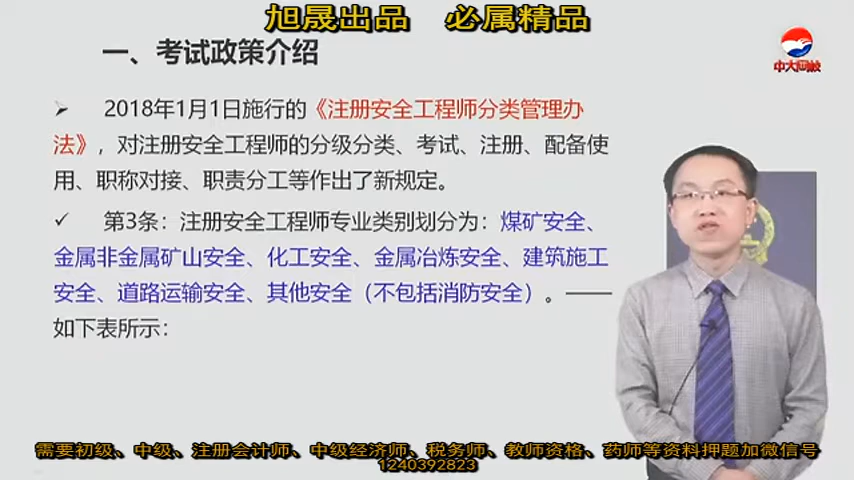 旭晟出品 必属精品
一、考试政策介绍
中大网校
➢ 2018年1月1日施行的《注册安全工程师分类管理办
法》，对注册安全工程师的分级分类、考试、注册、配备使
用、职称对接、职责分工等作出了新规定。
✓ 第3条：注册安全工程师专业类别划分为：煤矿安全、
金属非金属矿山安全、化工安全、金属冶炼安全、建筑施工
安全、道路运输安全、其他安全（不包括消防安全）。——
如下表所示：
需要初级、中级、注册会计师、中级经济师、税务师、教师资格、药师等资料押题加微信号
1240392823